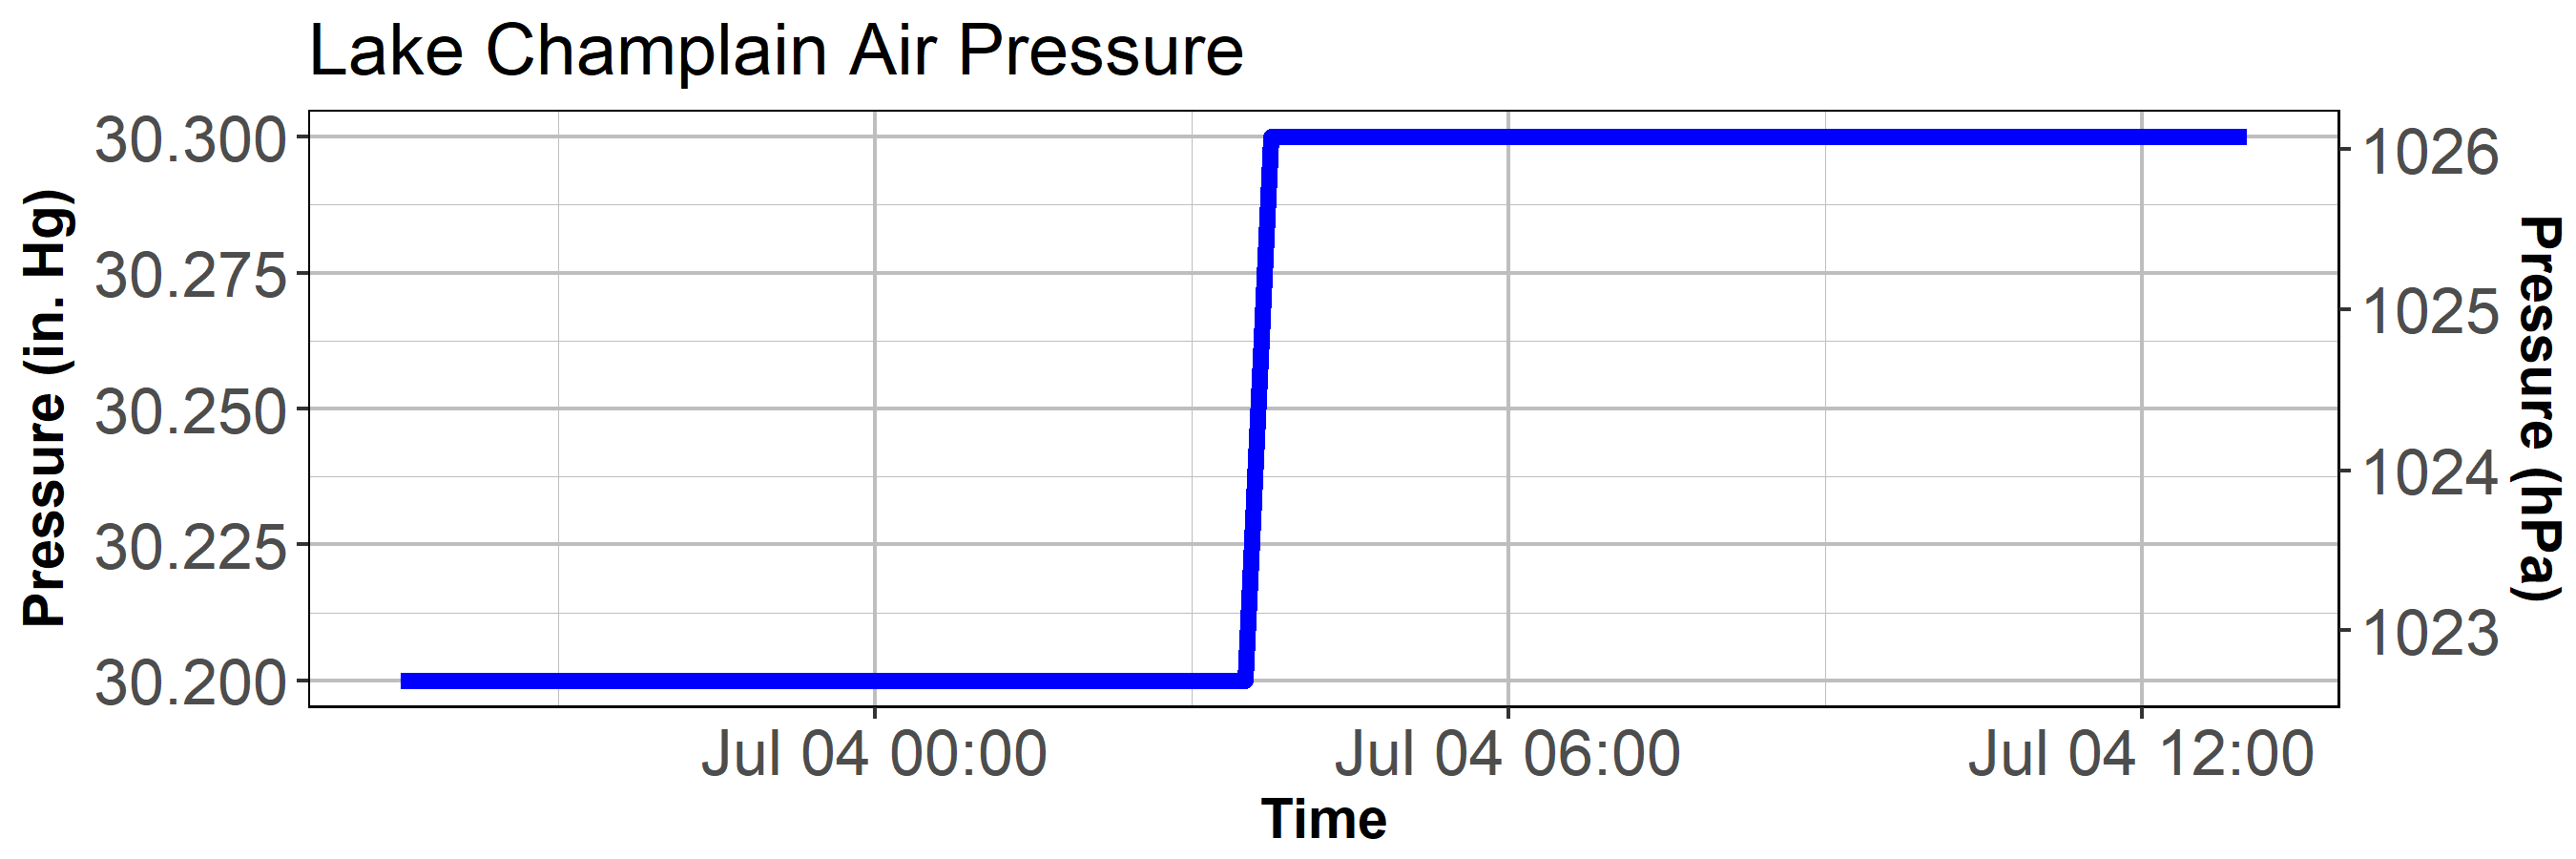 Lake Champlain Air Pressure
Pressure (in. Hg)
30.300
30.275
30.250
30.225
30.200
1026
1025
1024
1023
Pressure (hPa)
Jul 04 00:00
Jul 04 06:00
Jul 04 12:00
Time